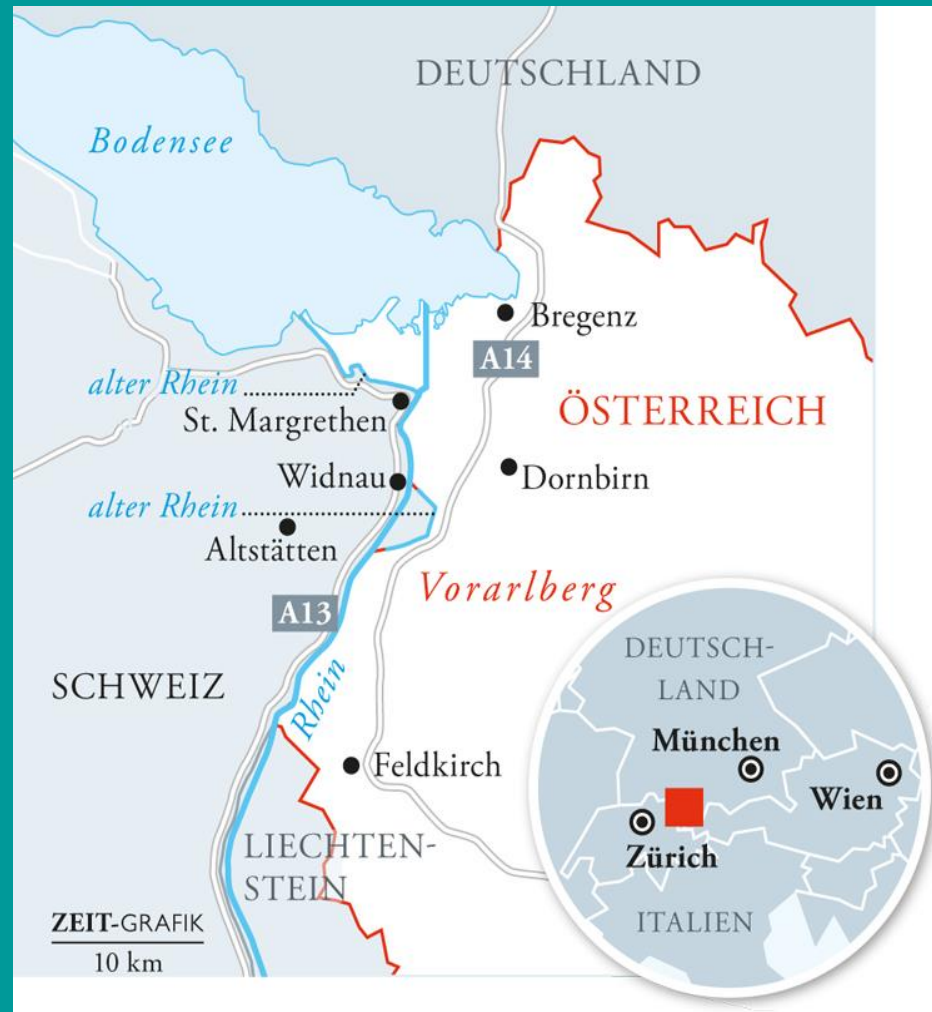 DEUTSCHLAND
Bodensee
Bregenz
A14
alter Rhein
ÖSTERREICH
St. Margrethen
Widnau
Dornbirn
alter Rhein
Altstätten
Vorarlberg
A13
SCHWEIZ
Rhein
Feldkirch
LIECHTEN-
STEIN
ZEIT-GRAFIK
10 km
DEUTSCH-
LAND
München
Wien
Zürich
ITALIEN